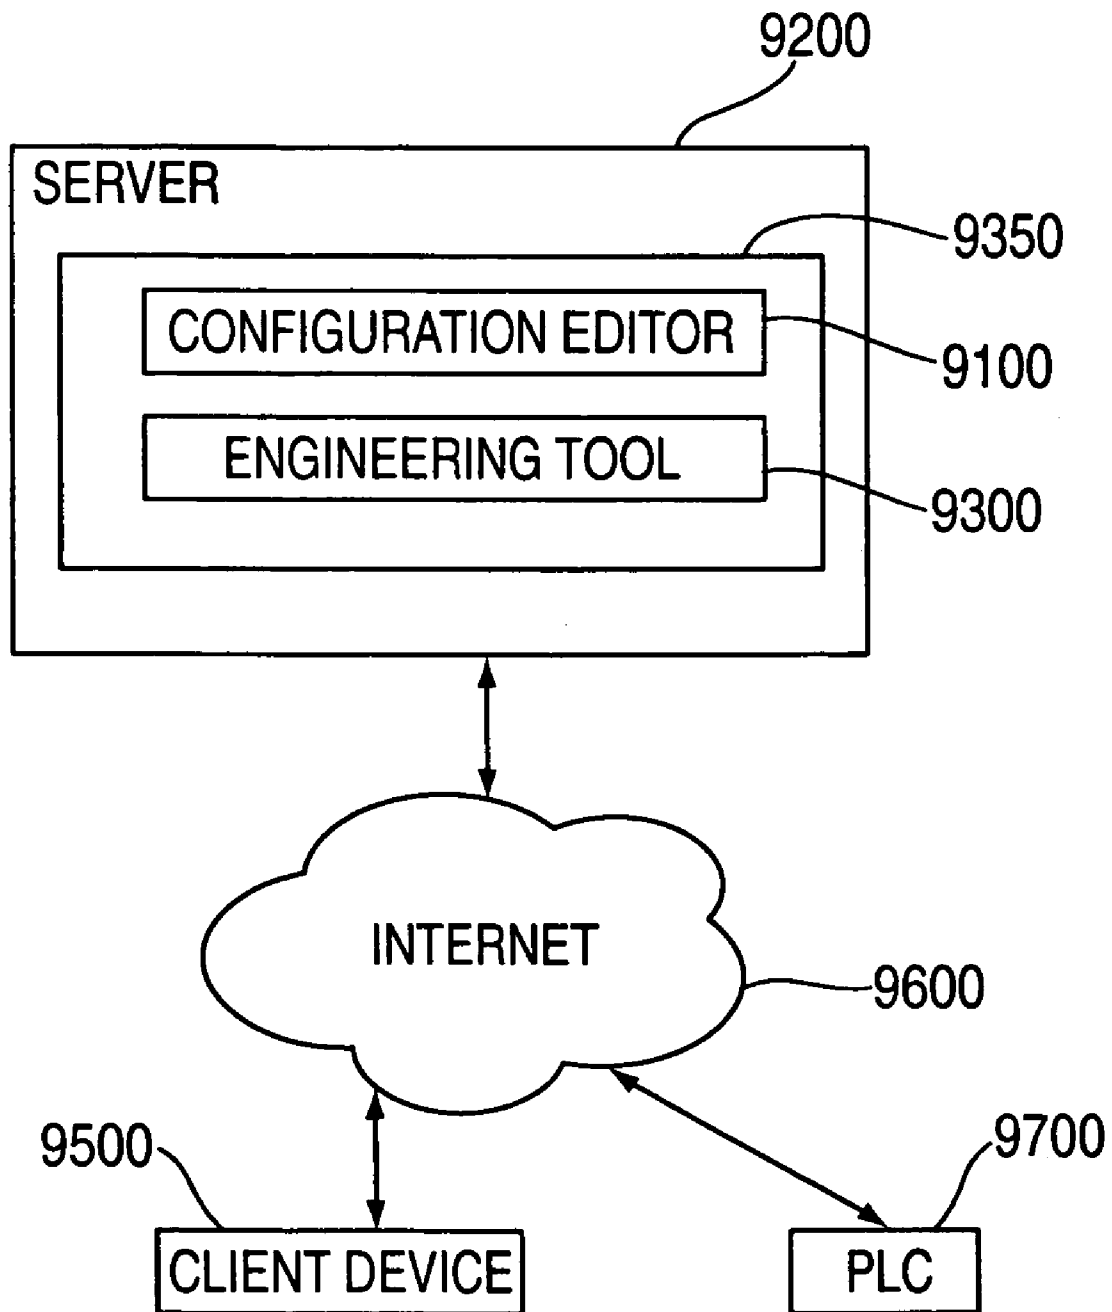 9200
SERVER
9350
CONFIGURATION EDITOR
9100
ENGINEERING TOOL
9300
INTERNET
9600
9500
9700
CLIENT DEVICE
PLC